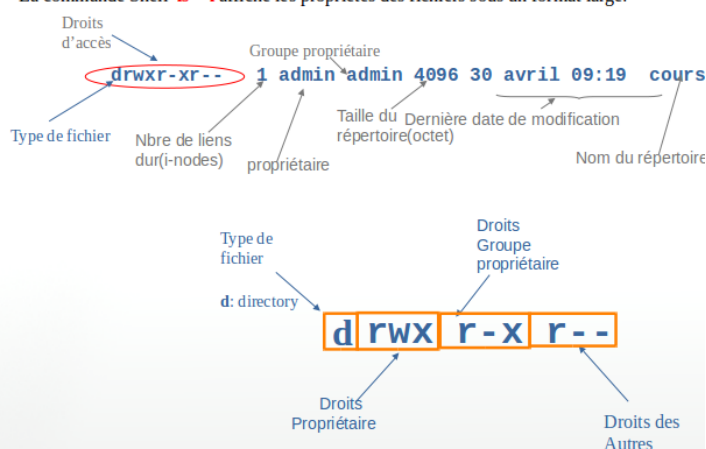 Droits
d'accès
Groupe propriétaire
drwxr-xr-- 1 admin admin 4096 30 avril 09:19 cours
Type de fichier
Nbre de liens
dur(i-nodes)
propriétaire
Taille du
répertoire(octet)
Dernière date de modification
Nom du répertoire
Type de
fichier
d: directory
Droits
Groupe
propriétaire
d rwx r-x r--
Droits
Propriétaire
Droits des
Autres